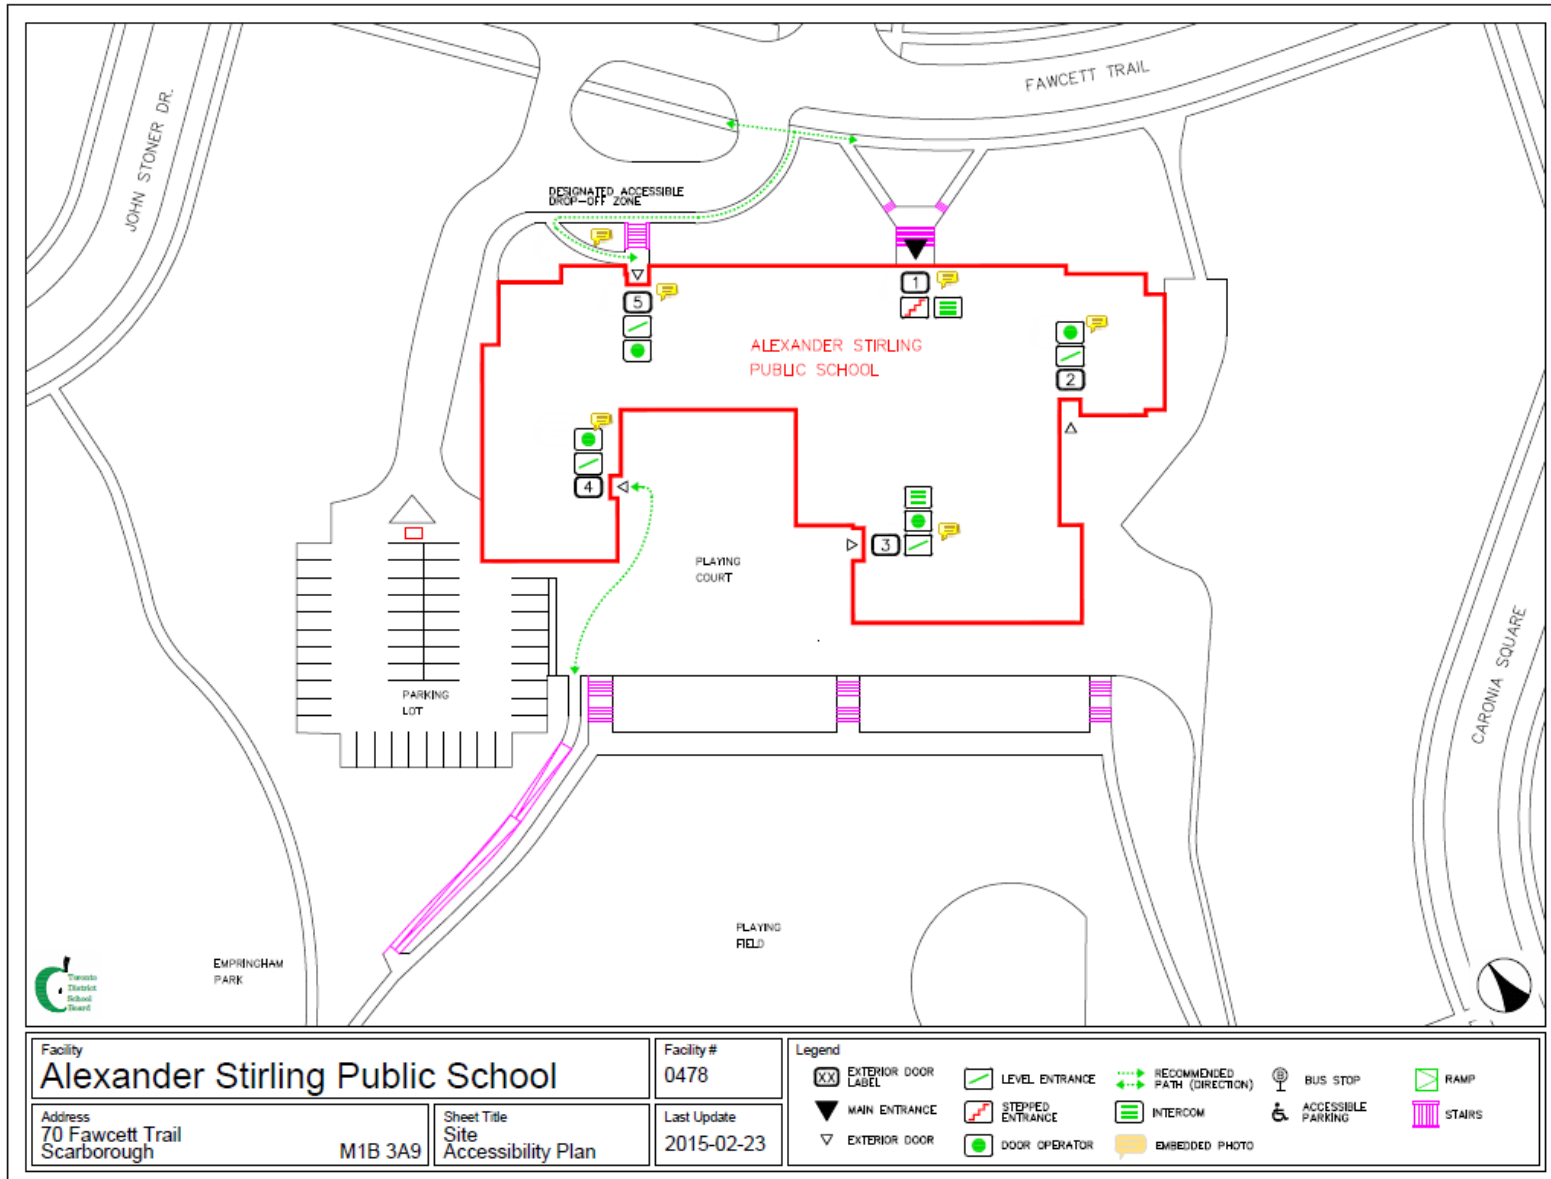 FAWCETT TRAIL
JOHN STONER DR.
DESIGNATED ACCESSIBLE
DROP-OFF ZONE
1
5
ALEXANDER STIRLING
PUBLIC SCHOOL
2
4
3
PLAYING
COURT
PARKING
LOT
CARONIA SQUARE
PLAYING
FIELD
EMPRINGHAM
PARK
Toronto
District
School
Board
Facility
Alexander Stirling Public School
Facility #
0478
Address
70 Fawcett Trail
Scarborough M1B 3A9
Sheet Title
Site
Accessibility Plan
Last Update
2015-02-23
Legend
XX EXTERIOR DOOR
LABEL
MAIN ENTRANCE
EXTERIOR DOOR
LEVEL ENTRANCE
STEPPED
ENTRANCE
DOOR OPERATOR
RECOMMENDED
PATH (DIRECTION)
INTERCOM
EMBEDDED PHOTO
B BUS STOP
ACCESSIBLE
PARKING
RAMP
STAIRS